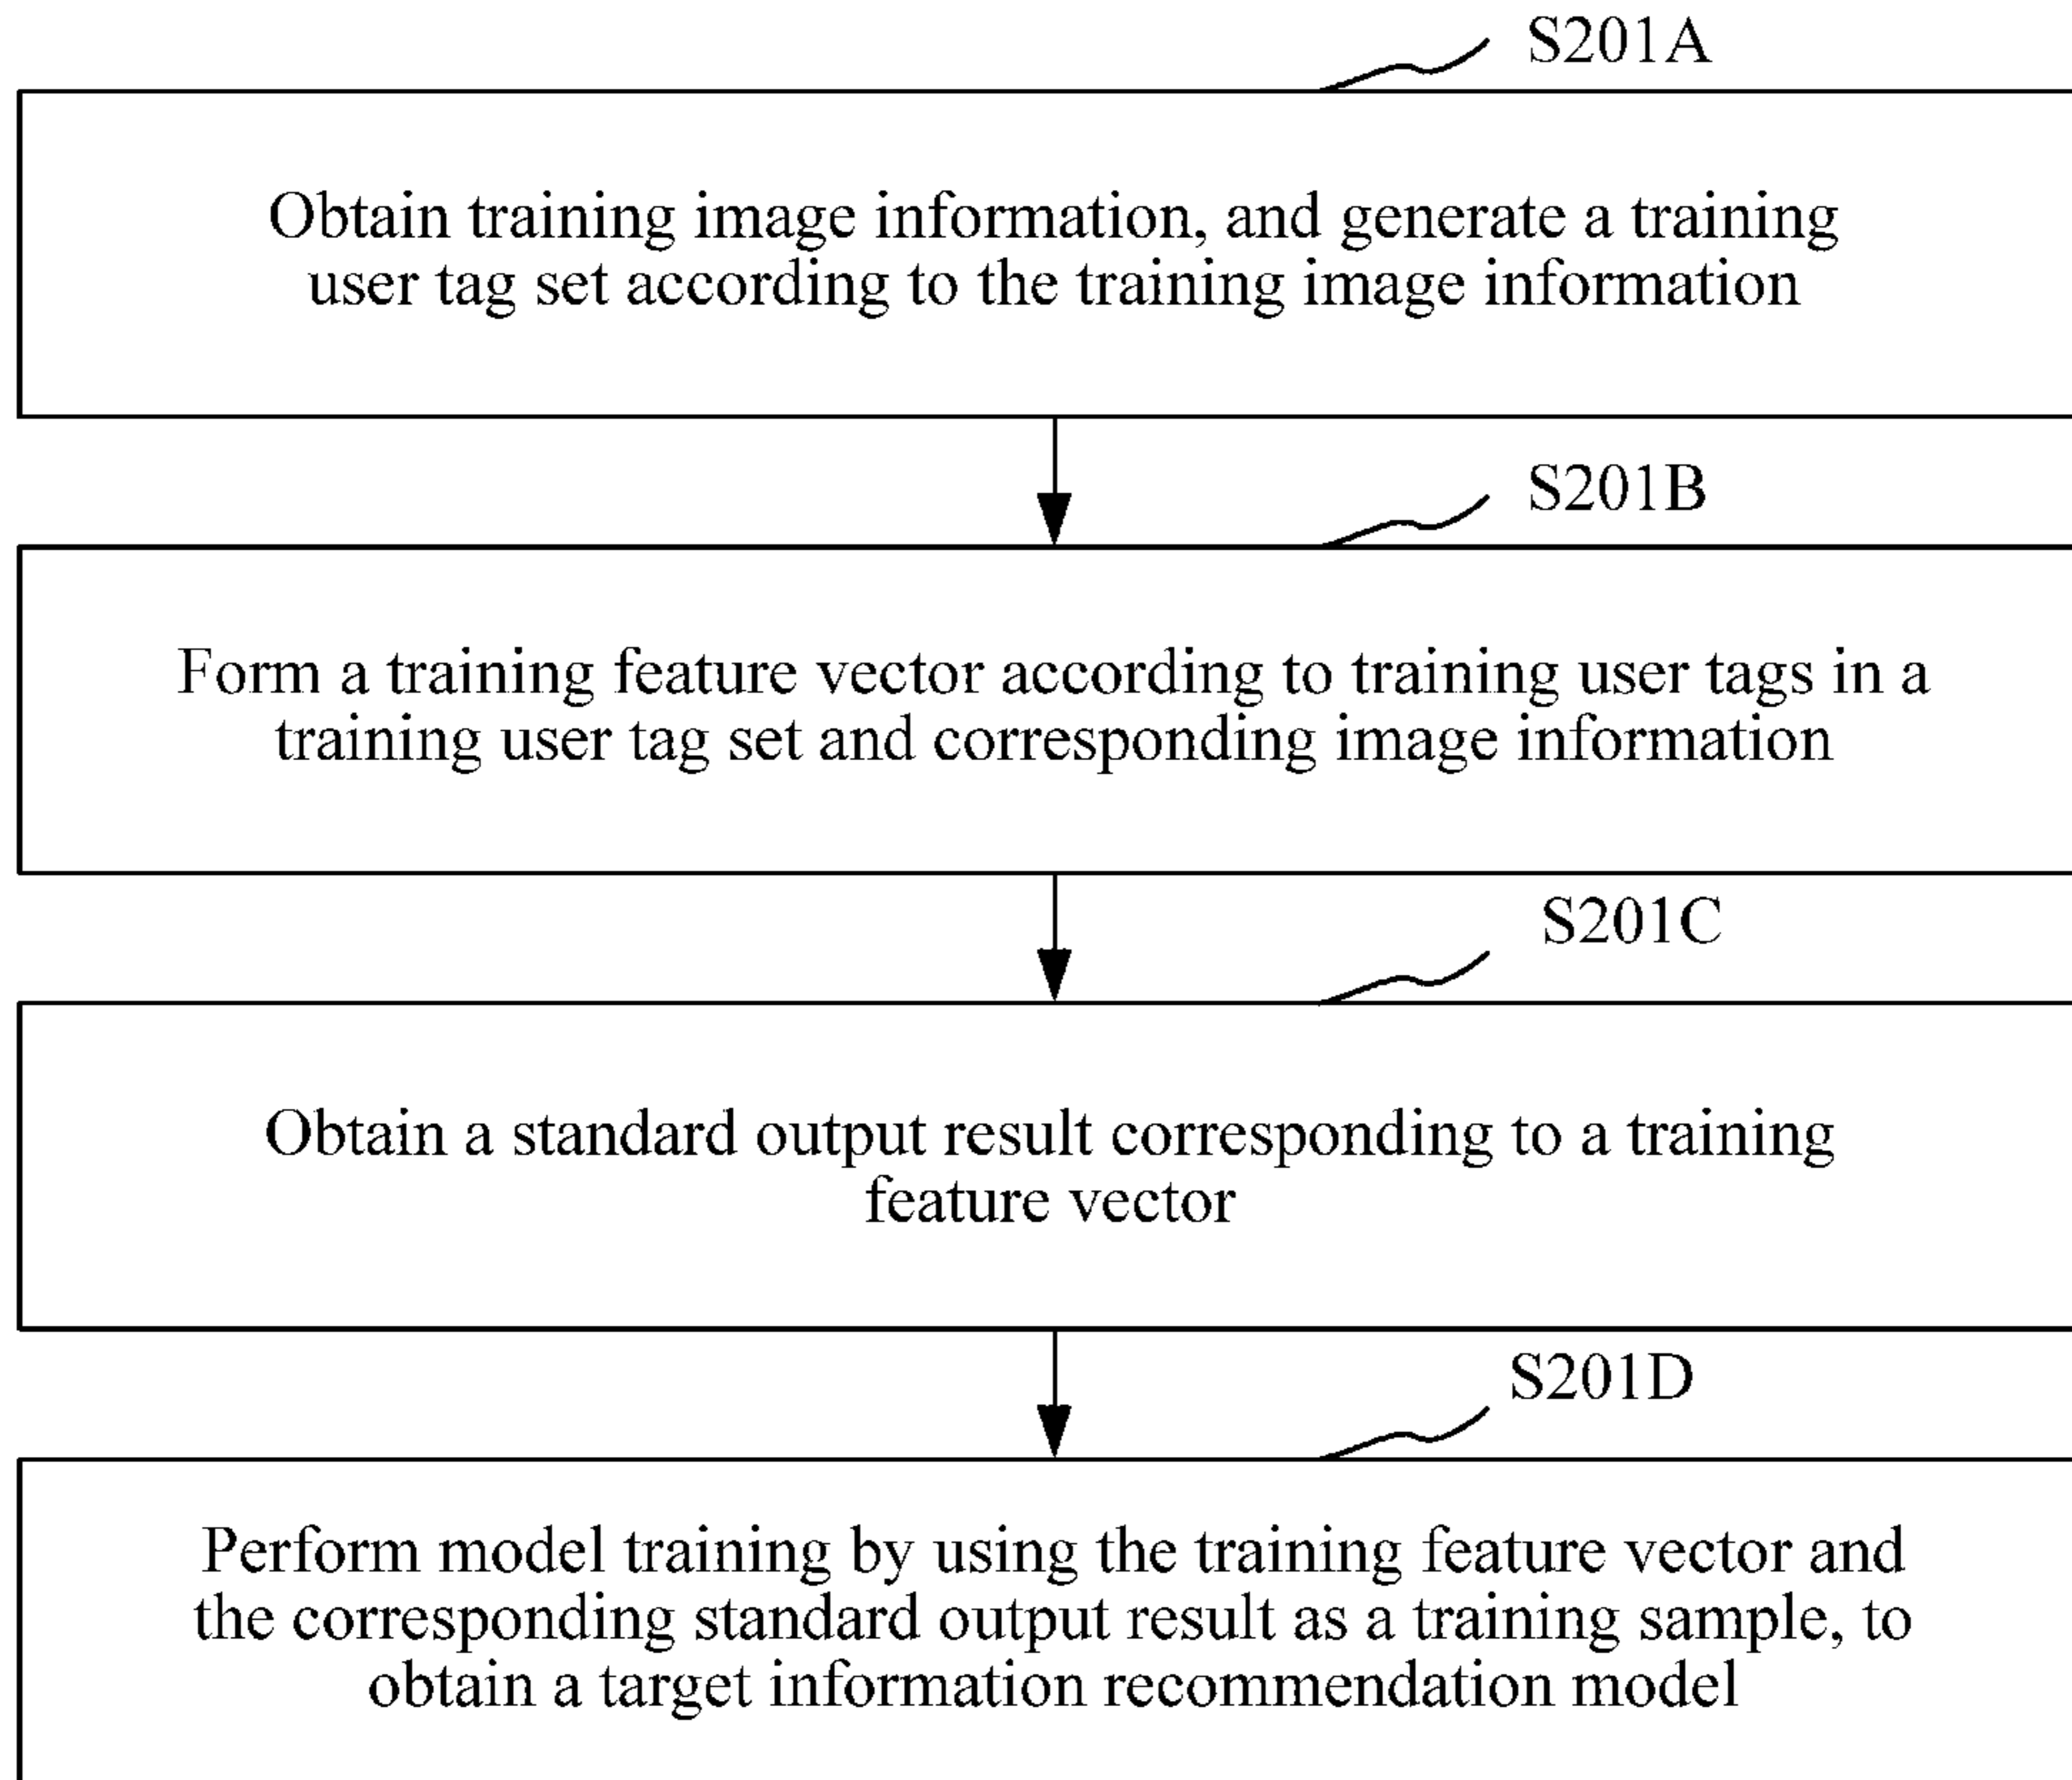 S201A
Obtain training image information, and generate a training
user tag set according to the training image information
S201B
Form a training feature vector according to training user tags in a
training user tag set and corresponding image information
S201C
Obtain a standard output result corresponding to a training
feature vector
S201D
Perform model training by using the training feature vector and
the corresponding standard output result as a training sample, to
obtain a target information recommendation model